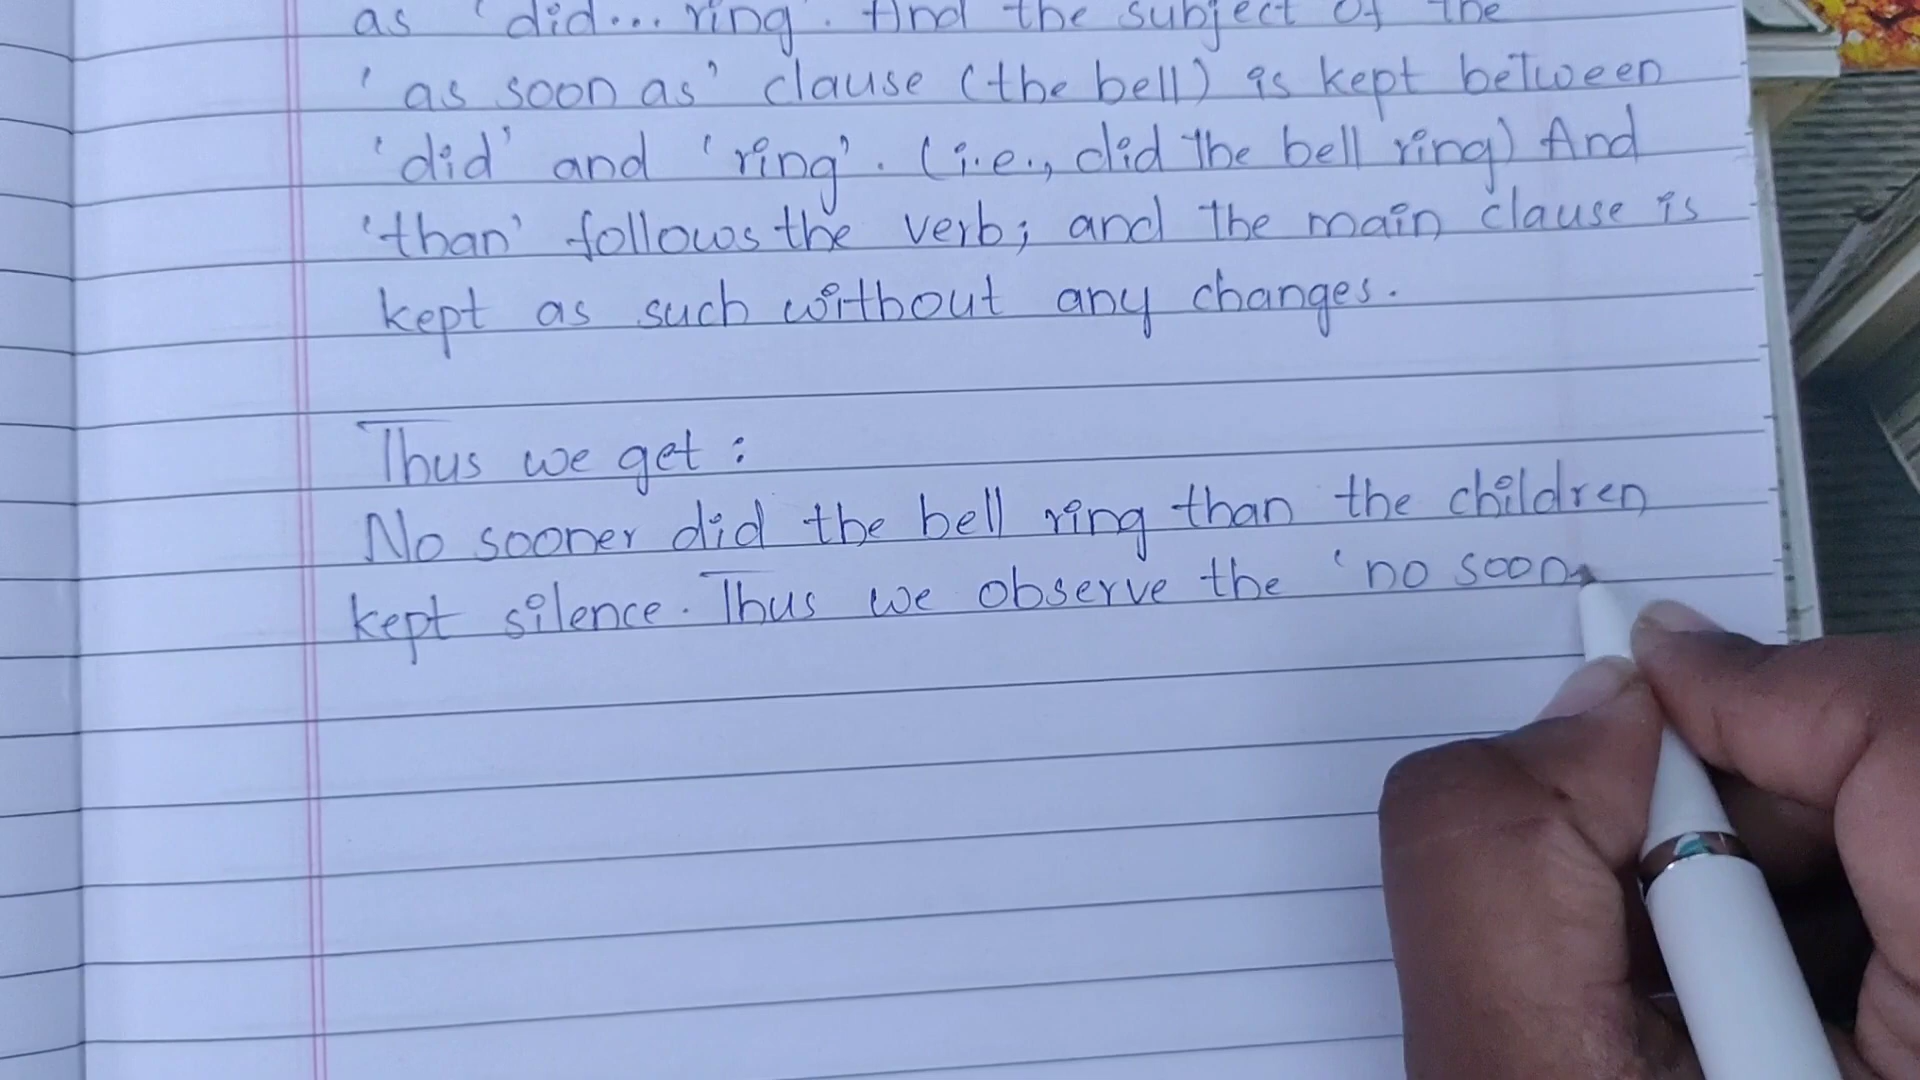 as 'did... ring'. And the subject of the
'as soon as' clause (the bell) is kept between
'did' and 'ring'. (i.e., did the bell ring) And
'than' follows the verb; and the main clause is
kept as such without any changes.
Thus we get:
No sooner did the bell ring than the children
kept silence. Thus we observe the 'no soon